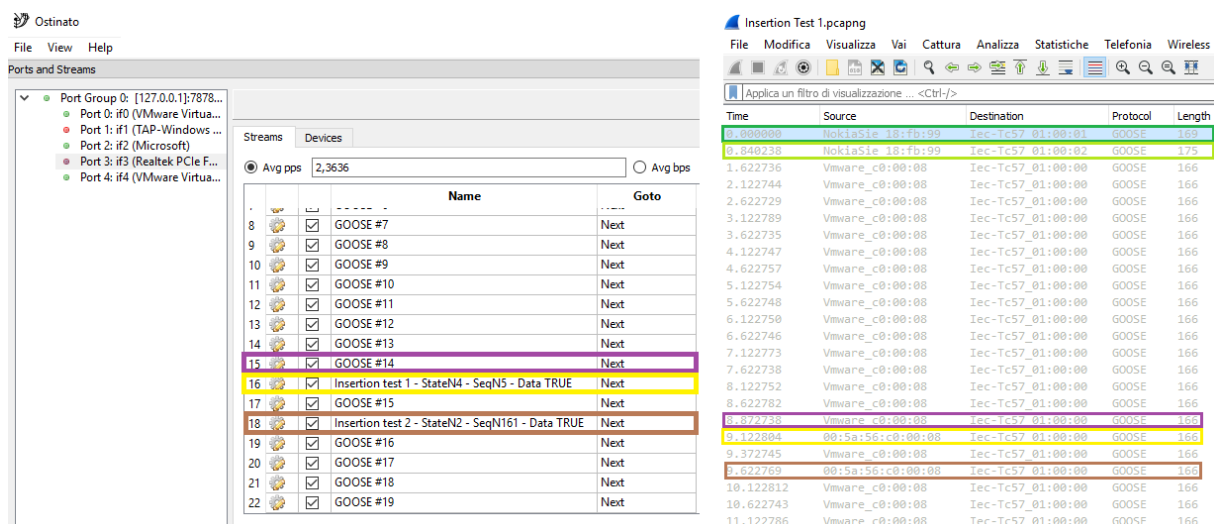 Ostinato
File View Help
Ports and Streams
Port Group 0: [127.0.0.1]:7878...
Port 0: if0 (VMware Virtua...
Port 1: if1 (TAP-Windows ...
Port 2: if2 (Microsoft)
Port 3: if3 (Realtek PCIe F...
Port 4: if4 (VMware Virtua...
Streams Devices
Avg pps 2,3636 Avg bps
Name Goto
8 GOOSE #7 Next
9 GOOSE #8 Next
10 GOOSE #9 Next
11 GOOSE #10 Next
12 GOOSE #11 Next
13 GOOSE #12 Next
14 GOOSE #13 Next
15 GOOSE #14 Next
16 Insertion test 1 - StateN4 - SeqN5 - Data TRUE Next
17 GOOSE #15 Next
18 Insertion test 2 - StateN2 - SeqN161 - Data TRUE Next
19 GOOSE #16 Next
20 GOOSE #17 Next
21 GOOSE #18 Next
22 GOOSE #19 Next
Insertion Test 1.pcapng
File Modifica Visualizza Vai Cattura Analizza Statistiche Telefonia Wireless
Applica un filtro di visualizzazione ... <Ctrl-/>
Time Source Destination Protocol Length
0.000000 NokiaSie_18:fb:99 Iec-Tc57_01:00:01 GOOSE 169
0.840238 NokiaSie_18:fb:99 Iec-Tc57_01:00:02 GOOSE 175
1.622736 Vmware_c0:00:08 Iec-Tc57_01:00:00 GOOSE 166
2.122744 Vmware_c0:00:08 Iec-Tc57_01:00:00 GOOSE 166
2.622729 Vmware_c0:00:08 Iec-Tc57_01:00:00 GOOSE 166
3.122789 Vmware_c0:00:08 Iec-Tc57_01:00:00 GOOSE 166
3.622735 Vmware_c0:00:08 Iec-Tc57_01:00:00 GOOSE 166
4.122747 Vmware_c0:00:08 Iec-Tc57_01:00:00 GOOSE 166
4.622757 Vmware_c0:00:08 Iec-Tc57_01:00:00 GOOSE 166
5.122754 Vmware_c0:00:08 Iec-Tc57_01:00:00 GOOSE 166
5.622748 Vmware_c0:00:08 Iec-Tc57_01:00:00 GOOSE 166
6.122750 Vmware_c0:00:08 Iec-Tc57_01:00:00 GOOSE 166
6.622746 Vmware_c0:00:08 Iec-Tc57_01:00:00 GOOSE 166
7.122773 Vmware_c0:00:08 Iec-Tc57_01:00:00 GOOSE 166
7.622738 Vmware_c0:00:08 Iec-Tc57_01:00:00 GOOSE 166
8.122752 Vmware_c0:00:08 Iec-Tc57_01:00:00 GOOSE 166
8.622782 Vmware_c0:00:08 Iec-Tc57_01:00:00 GOOSE 166
8.872738 Vmware_c0:00:08 Iec-Tc57_01:00:00 GOOSE 166
9.122804 00:5a:56:c0:00:08 Iec-Tc57_01:00:00 GOOSE 166
9.372745 Vmware_c0:00:08 Iec-Tc57_01:00:00 GOOSE 166
9.622769 00:5a:56:c0:00:08 Iec-Tc57_01:00:00 GOOSE 166
10.122812 Vmware_c0:00:08 Iec-Tc57_01:00:00 GOOSE 166
10.622743 Vmware_c0:00:08 Iec-Tc57_01:00:00 GOOSE 166
11.122786 Vmware_c0:00:08 Iec-Tc57_01:00:00 GOOSE 166